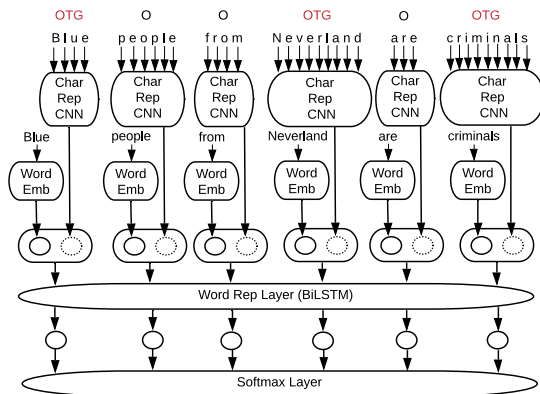 OTG O O OTG O OTG
B l u e p e o p l e f r o m N e v e r l a n d a r e c r i m i n a l s
Char Char Char Char Char Char
Rep Rep Rep Rep Rep Rep
CNN CNN CNN CNN CNN CNN
Blue people from Neverland are criminals
Word Word Word Word Word Word
Emb Emb Emb Emb Emb Emb
Word Rep Layer (BiLSTM)
Softmax Layer